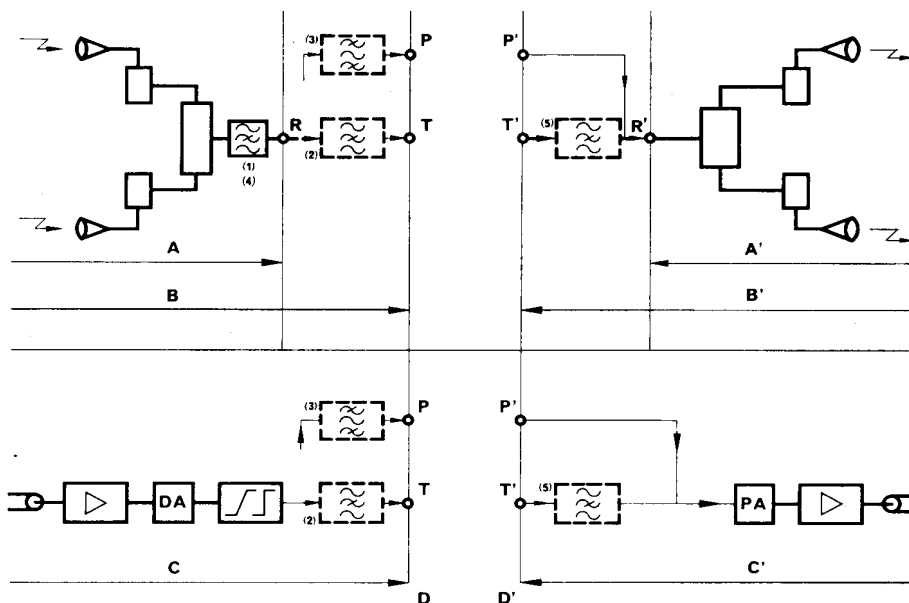 (3)
P
P'
R
T
T'
(5)
R'
(2)
(1)
(4)
A
A'
B
B'
(3)
P
P'
T
T'
(5)
DA
(2)
PA
C
C'
D
D'